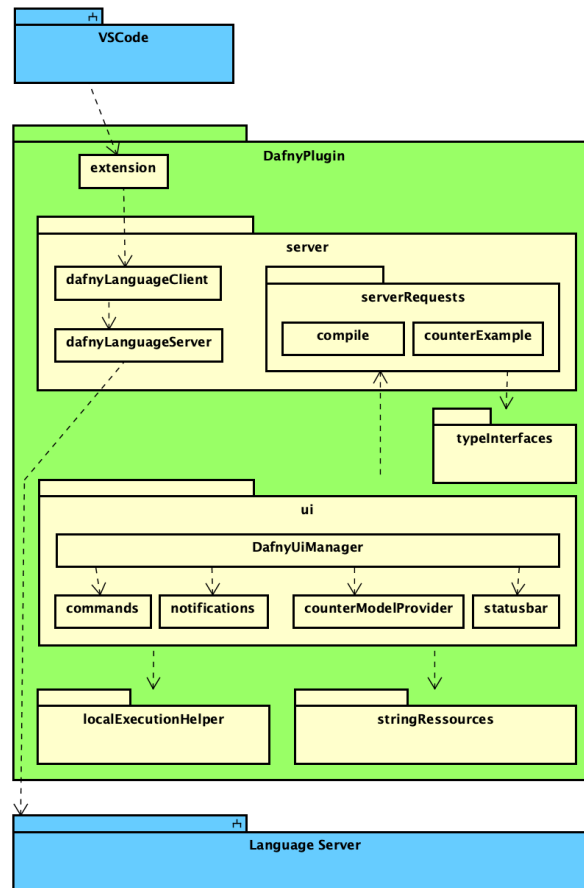 VSCode
DafnyPlugin
extension
server
dafnyLanguageClient
serverRequests
dafnyLanguageServer
compile
counterExample
typeInterfaces
ui
DafnyUiManager
commands
notifications
counterModelProvider
statusbar
localExecutionHelper
stringRessources
Language Server